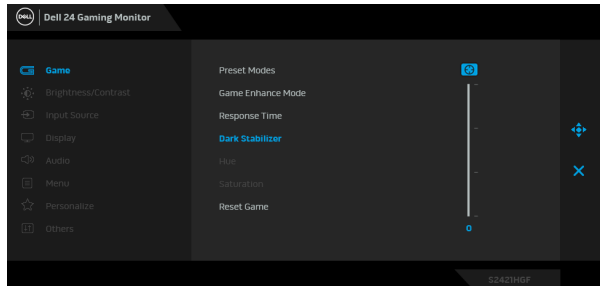 DELL Dell 24 Gaming Monitor
Game
Brightness/Contrast
Input Source
Display
Audio
Menu
Personalize
Others
Preset Modes
Game Enhance Mode
Response Time
Dark Stabilizer
Hue
Saturation
Reset Game
0
S2421HGF